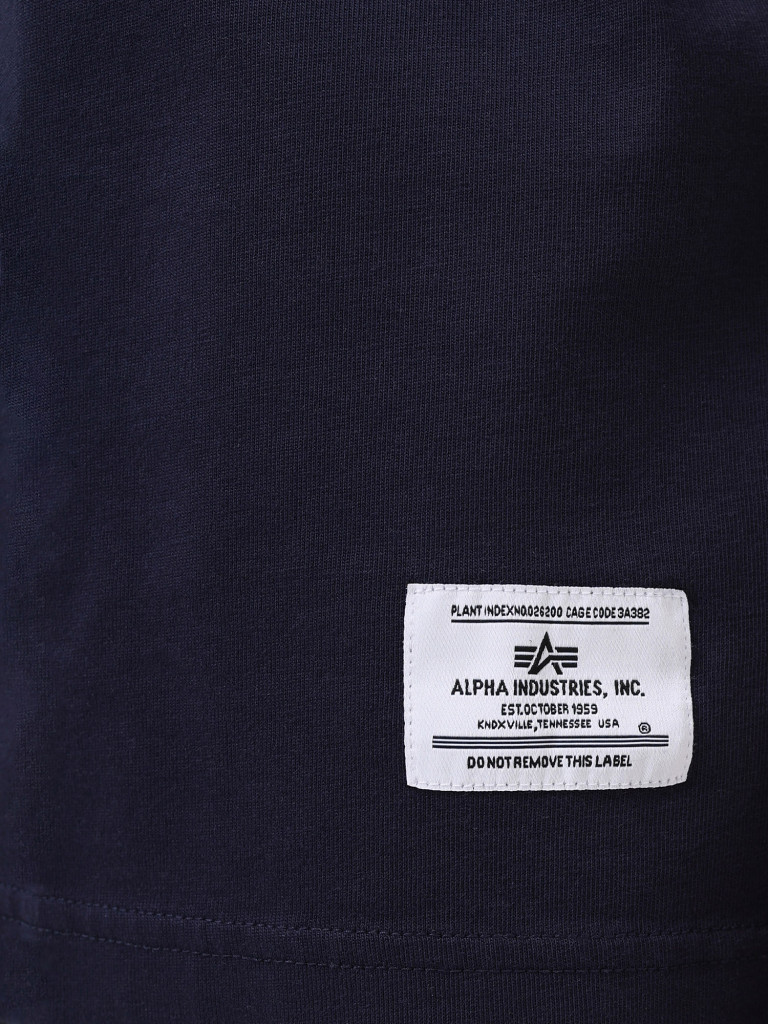 PLANT INDEXNO.026200 CAGE CODE 3A382
ALPHA INDUSTRIES, INC.
EST. OCTOBER 1959
KNOXVILLE, TENNESSEE USA ®
DO NOT REMOVE THIS LABEL